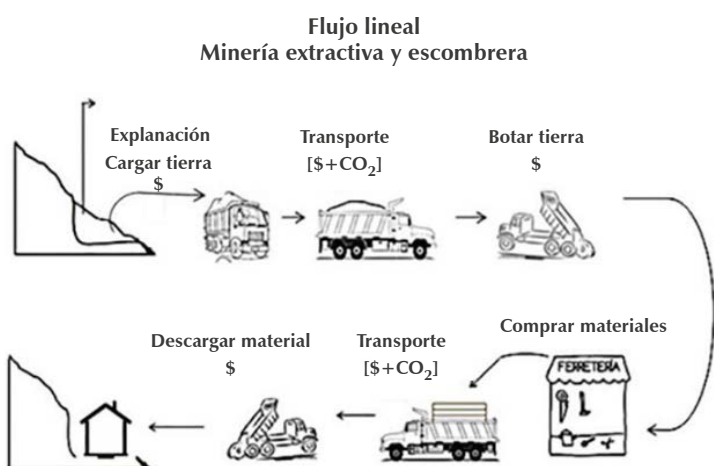 Flujo lineal
Minería extractiva y escombrera
Explanación
Cargar tierra
$
Transporte
[$+CO₂]
Botar tierra
$
Comprar materiales
FERRETERÍA
Transporte
[$+CO₂]
Descargar material
$